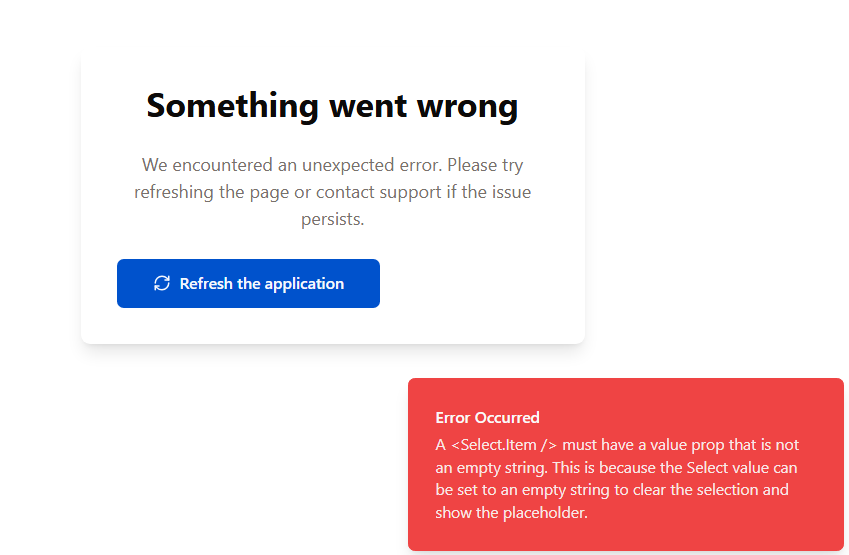 Something went wrong
We encountered an unexpected error. Please try
refreshing the page or contact support if the issue
persists.
Refresh the application
Error Occurred
A <Select.Item /> must have a value prop that is not
an empty string. This is because the Select value can
be set to an empty string to clear the selection and
show the placeholder.